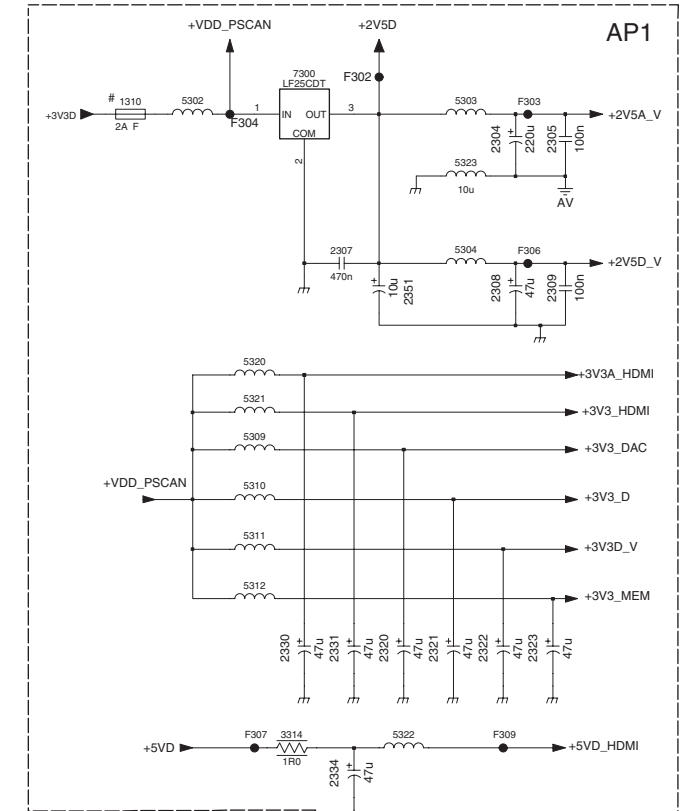 AP1
+VDD_PSCAN
+2V5D
7300
LF25CDT
F302
# 1310
5302
1
IN OUT
3
5303
F303
+3V3D
2A F
F304
COM
2
+2V5A_V
2304
220u
2305
100n
5323
10u
AV
2307
470n
5304
F306
+2V5D_V
10u
2351
2308
47u
2309
100n
5320
+3V3A_HDMI
5321
+3V3_HDMI
5309
+3V3_DAC
+VDD_PSCAN
5310
+3V3_D
5311
+3V3D_V
5312
+3V3_MEM
2330
47u
2331
47u
2320
47u
2321
47u
2322
47u
2323
47u
+5VD
F307
3314
1R0
5322
F309
+5VD_HDMI
2334
47u